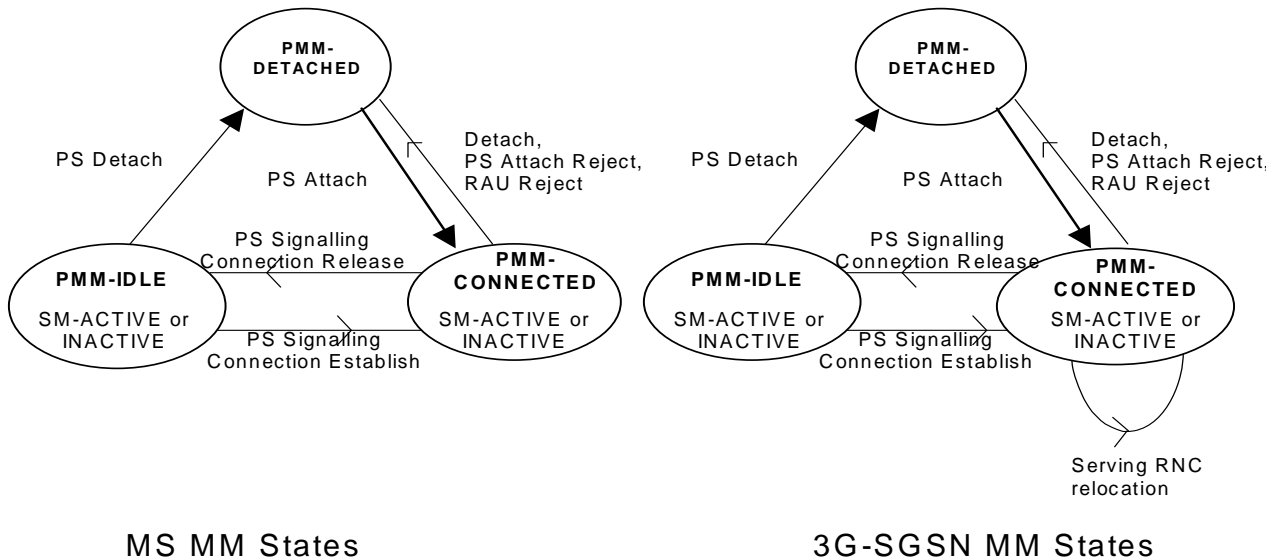 PMM-
DETACHED
PS Detach
PS Attach
Detach,
PS Attach Reject,
RAU Reject
PS Signalling
Connection Release
PMM-IDLE
SM-ACTIVE or
INACTIVE
PMM-
CONNECTED
SM-ACTIVE or
INACTIVE
PS Signalling
Connection Establish
MS MM States
PMM-
DETACHED
PS Detach
PS Attach
Detach,
PS Attach Reject,
RAU Reject
PS Signalling
Connection Release
PMM-IDLE
SM-ACTIVE or
INACTIVE
PMM-
CONNECTED
SM-ACTIVE or
INACTIVE
PS Signalling
Connection Establish
Serving RNC
relocation
3G-SGSN MM States